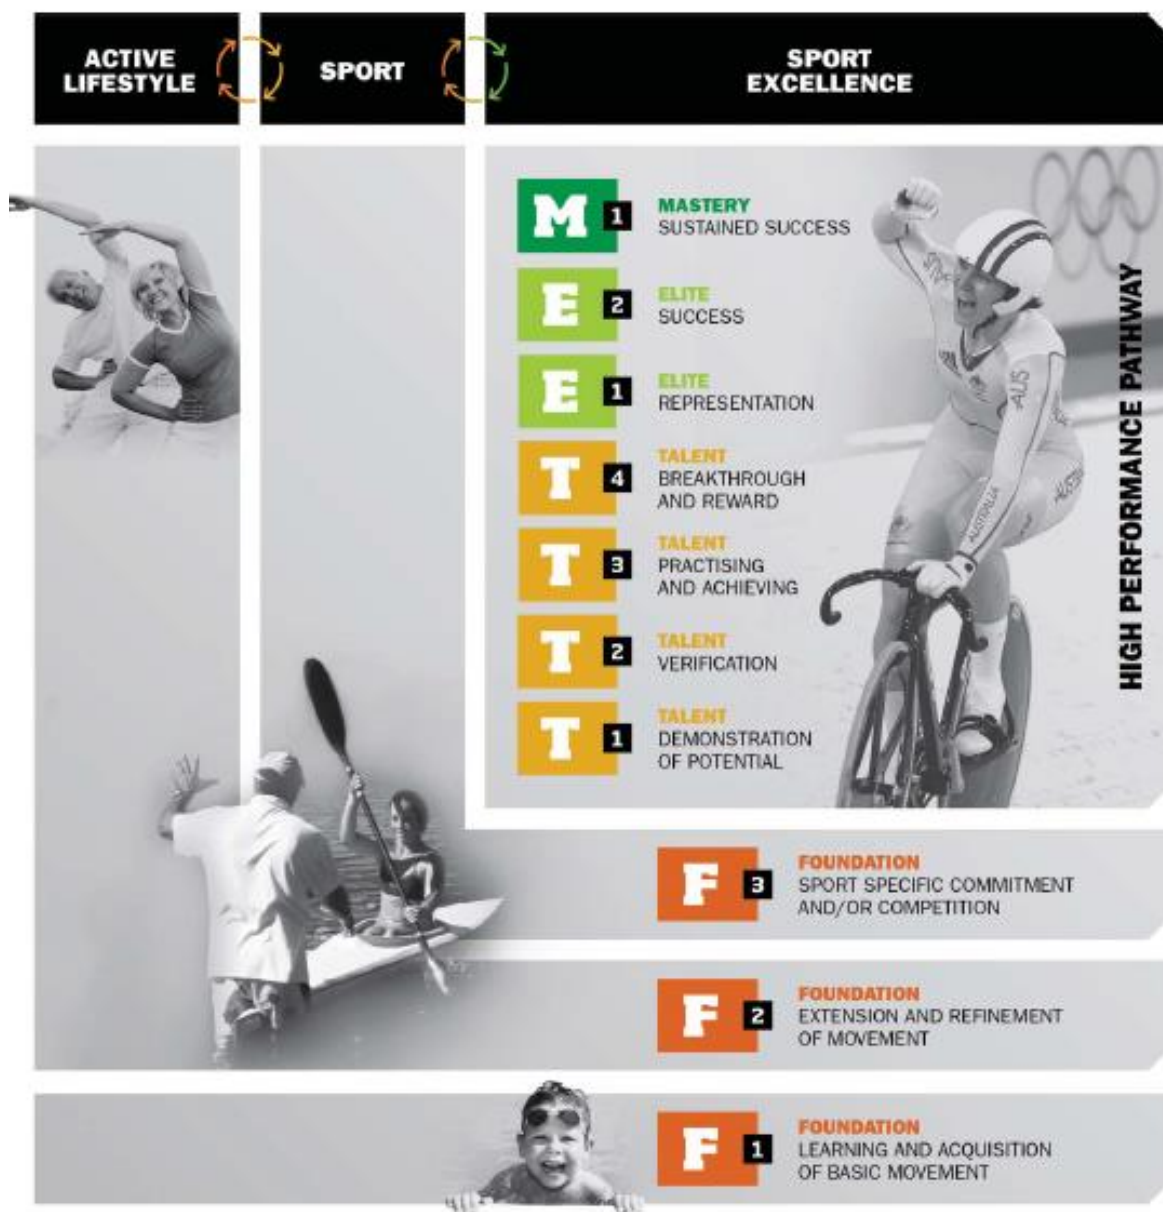 ACTIVE
LIFESTYLE
SPORT
SPORT
EXCELLENCE
M 1
MASTERY
SUSTAINED SUCCESS
E 2
ELITE
SUCCESS
E 1
ELITE
REPRESENTATION
T 4
TALENT
BREAKTHROUGH
AND REWARD
T 3
TALENT
PRACTISING
AND ACHIEVING
T 2
TALENT
VERIFICATION
T 1
TALENT
DEMONSTRATION
OF POTENTIAL
HIGH PERFORMANCE PATHWAY
AUS
AUSTRALIA
F 3
FOUNDATION
SPORT SPECIFIC COMMITMENT
AND/OR COMPETITION
F 2
FOUNDATION
EXTENSION AND REFINEMENT
OF MOVEMENT
F 1
FOUNDATION
LEARNING AND ACQUISITION
OF BASIC MOVEMENT